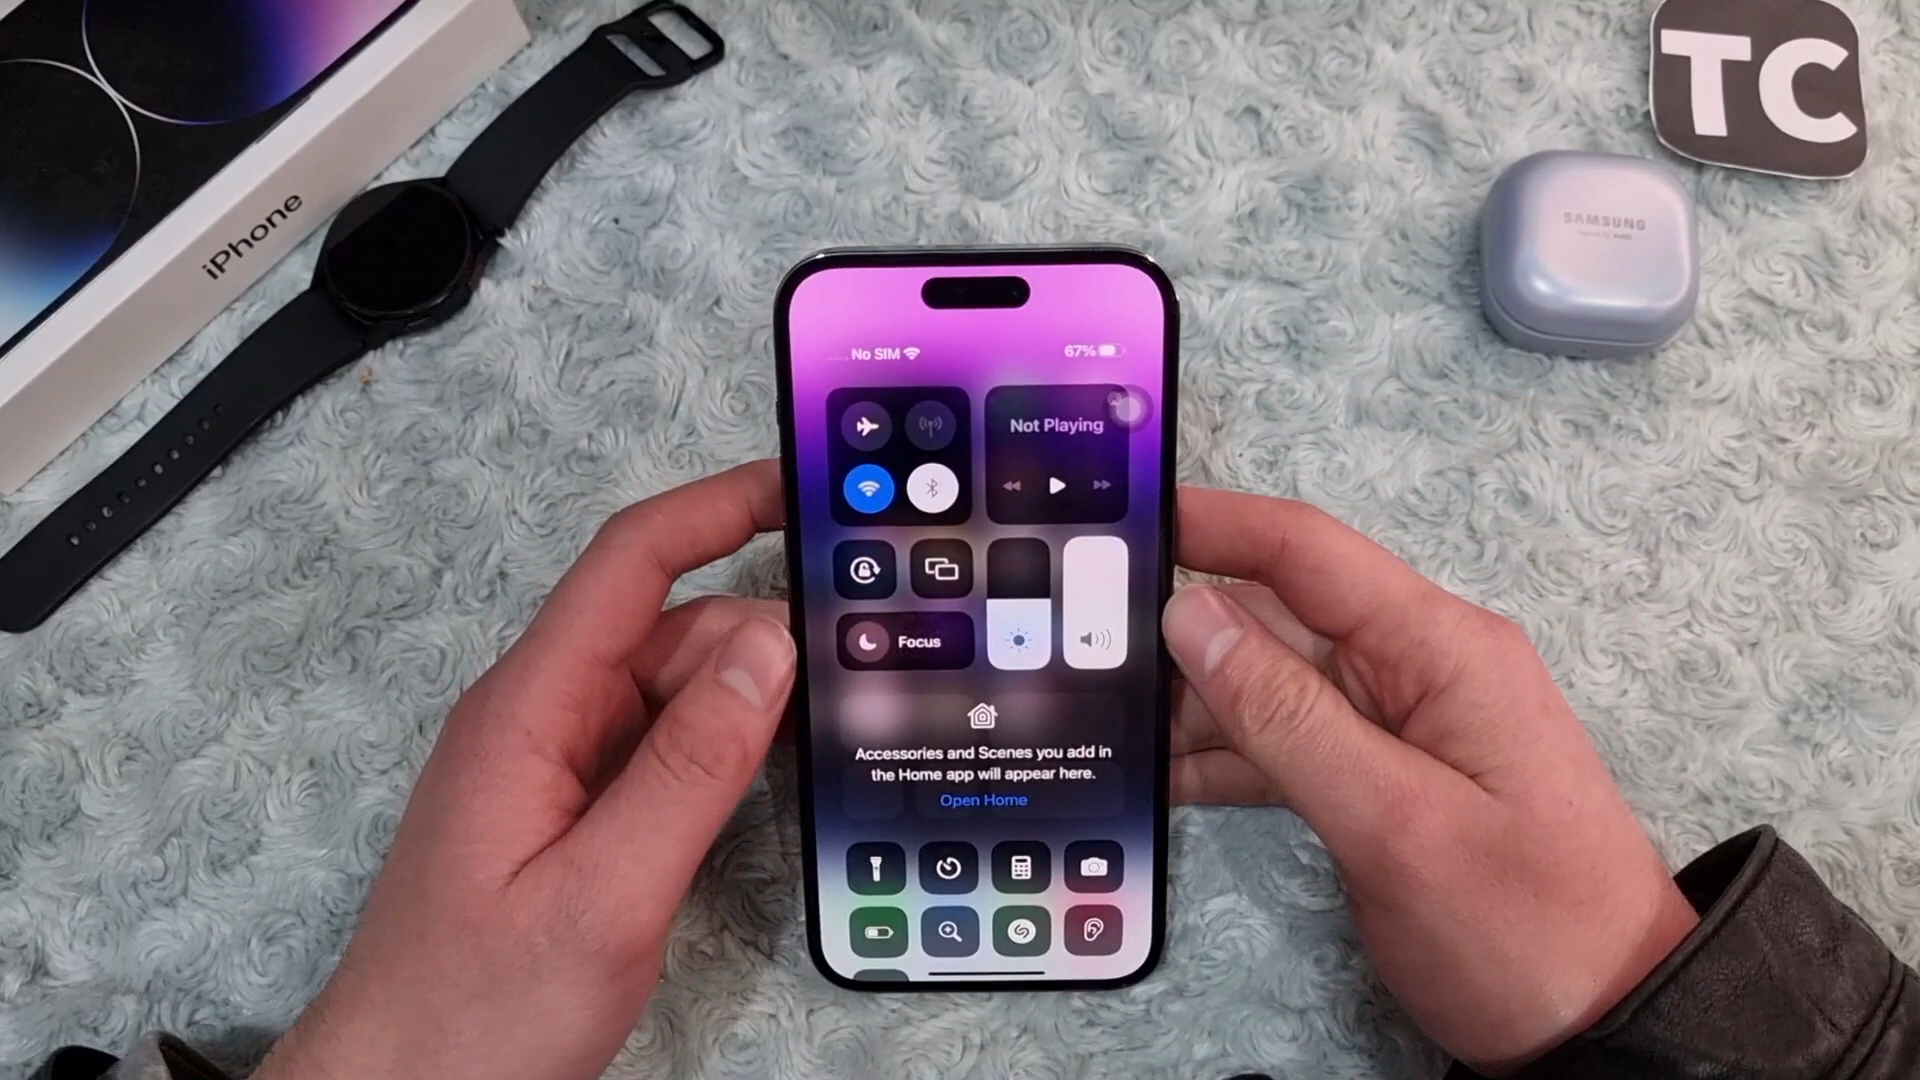 iPhone
TC
SAMSUNG
No SIM
67%
Not Playing
Focus
Accessories and Scenes you add in
the Home app will appear here.
Open Home